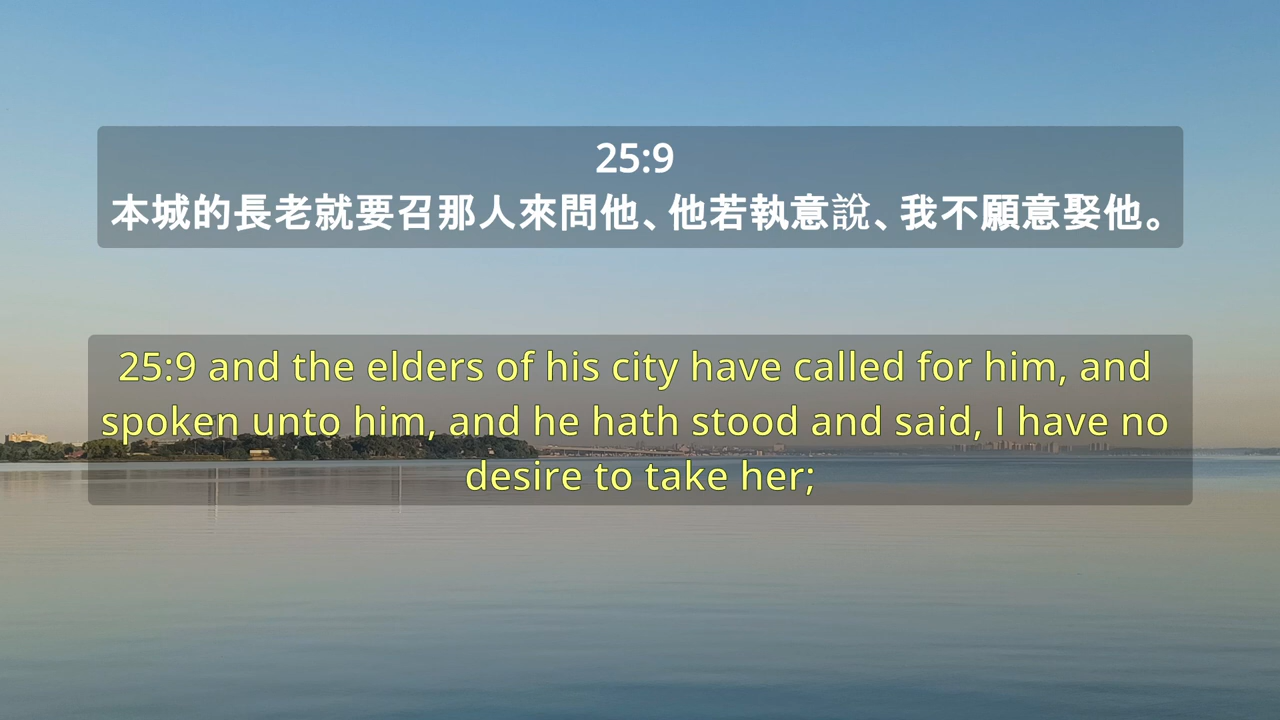 25:9
本城的長老就要召那人來問他、他若執意說、我不願意娶他。
25:9 and the elders of his city have called for him, and
spoken unto him, and he hath stood and said, I have no
desire to take her;